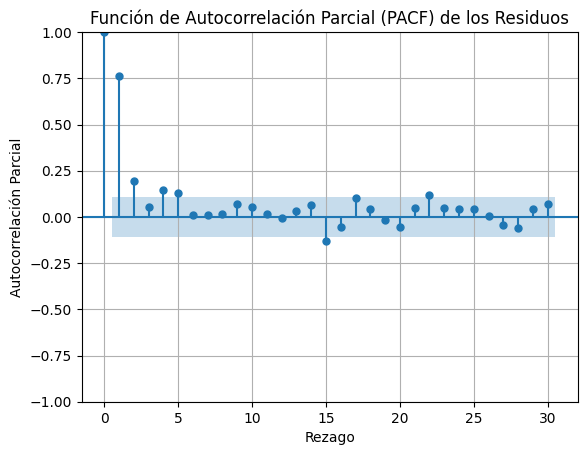 Función de Autocorrelación Parcial (PACF) de los Residuos
1.00
0.75
0.50
0.25
0.00
−0.25
−0.50
−0.75
−1.00
Autocorrelación Parcial
0 5 10 15 20 25 30
Rezago